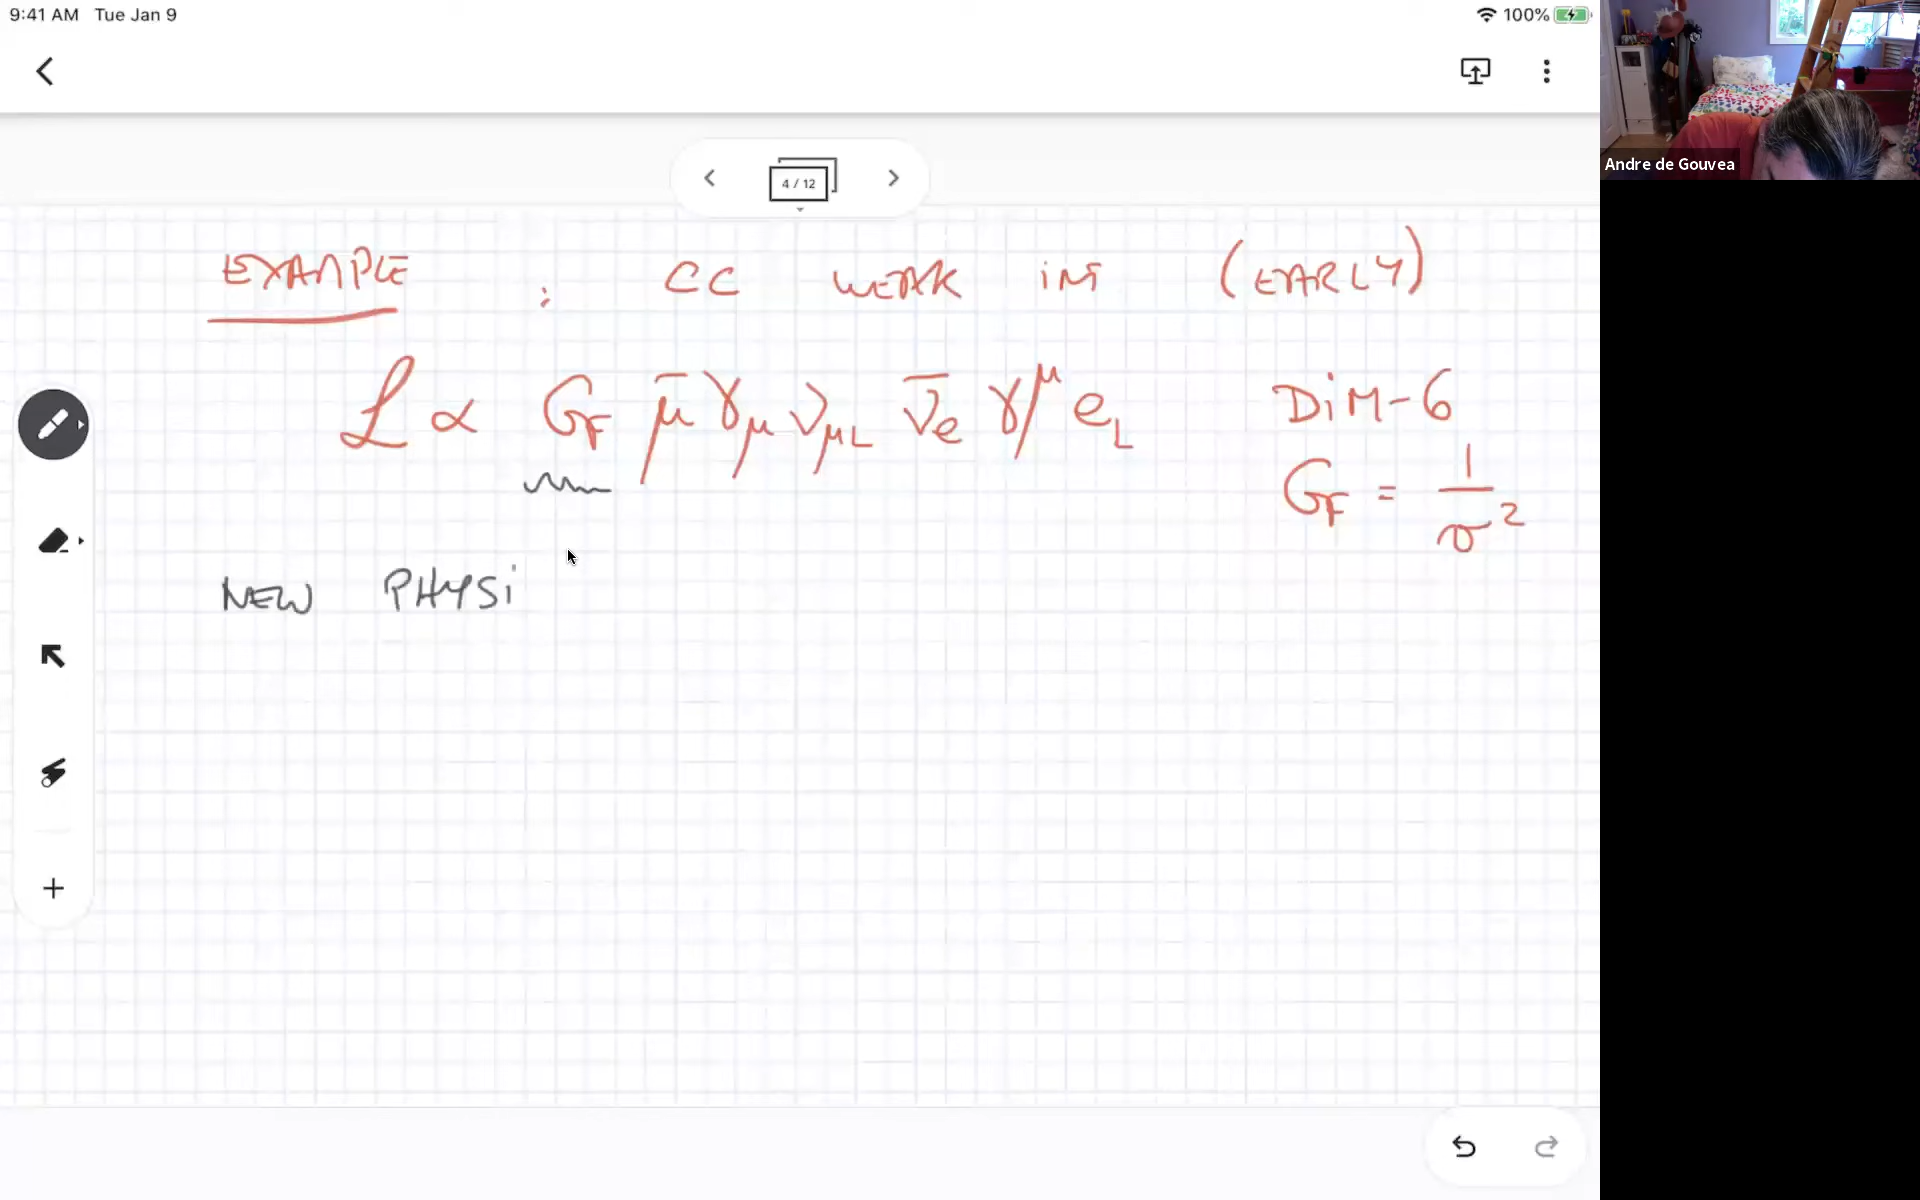 9:41 AM Tue Jan 9
100%
Andre de Gouvea
4 / 12
EXAMPLE : CC WEAK INT (EARLY)
ℒ ∝ G_F μ̄ γ_μ ν_μL ν̄_e γ^μ e_L DIM-6
G_F = 1/v²
NEW PHYSI